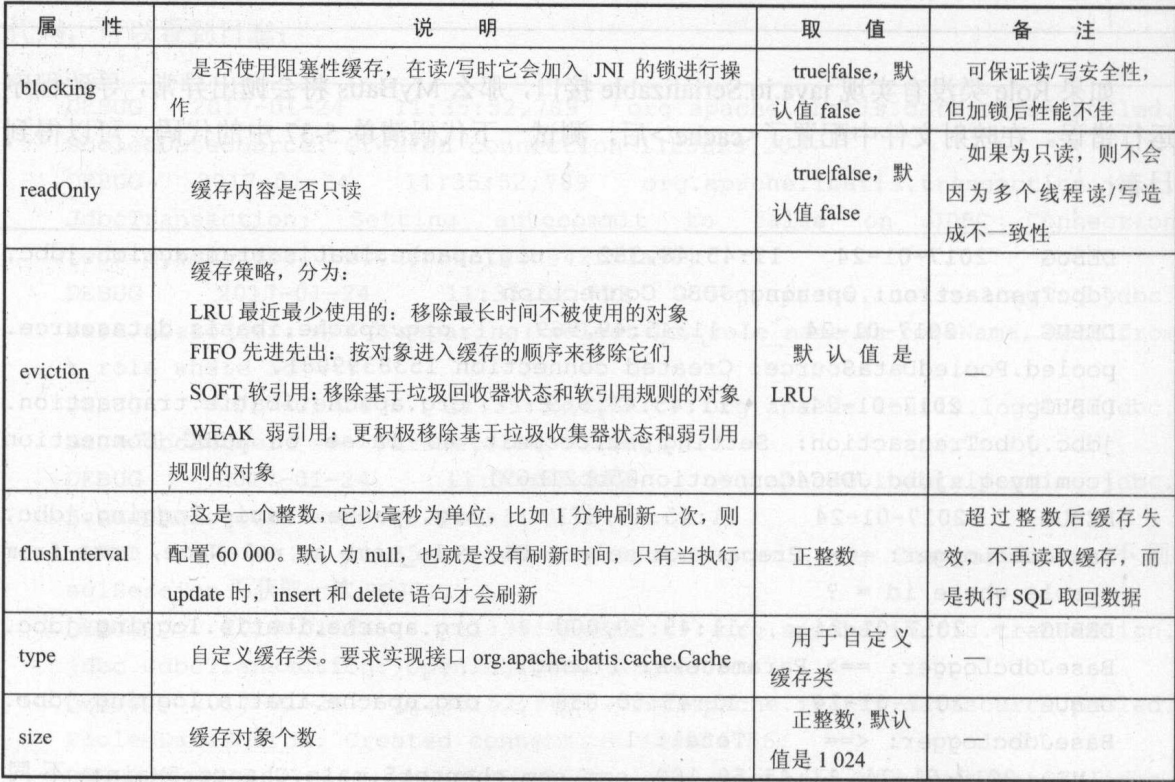 属 性 说 明 取 值 备 注
blocking
是否使用阻塞性缓存，在读/写时它会加入 JNI 的锁进行操
作
true|false，默
认值 false
可保证读/写安全性，
但加锁后性能不佳
readOnly
缓存内容是否只读
true|false，默
认值 false
如果为只读，则不会
因为多个线程读/写造
成不一致性
eviction
缓存策略，分为：
LRU 最近最少使用的：移除最长时间不被使用的对象
FIFO 先进先出：按对象进入缓存的顺序来移除它们
SOFT 软引用：移除基于垃圾回收器状态和软引用规则的对象
WEAK 弱引用：更积极移除基于垃圾收集器状态和弱引用
规则的对象
默 认 值 是
LRU
—
flushInterval
这是一个整数，它以毫秒为单位，比如 1 分钟刷新一次，则
配置 60 000。默认为 null，也就是没有刷新时间，只有当执行
update 时，insert 和 delete 语句才会刷新
正整数
超过整数后缓存失
效，不再读取缓存，而
是执行 SQL 取回数据
type
自定义缓存类。要求实现接口 org.apache.ibatis.cache.Cache
用于自定义
缓存类
—
size
缓存对象个数
正整数，默认
值是 1 024
—